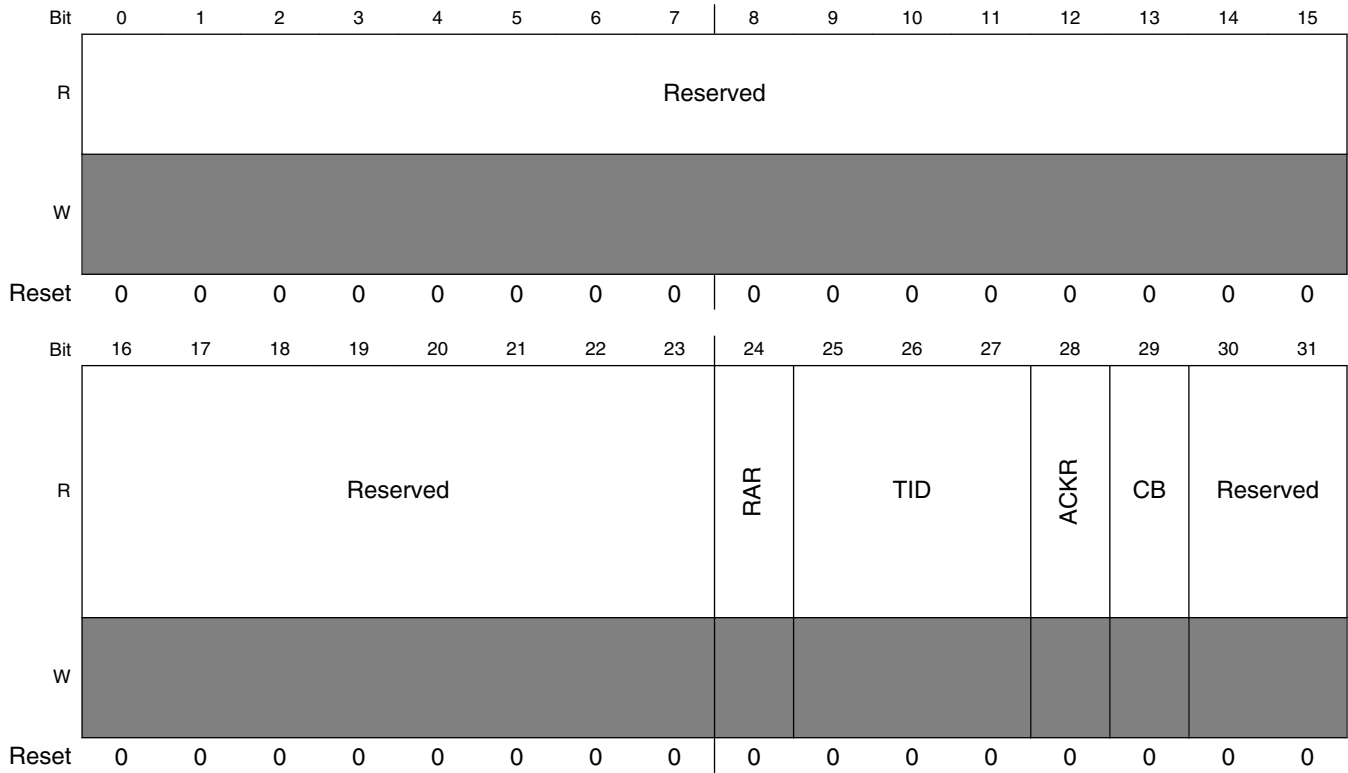 Bit 0 1 2 3 4 5 6 7 8 9 10 11 12 13 14 15
R Reserved
W
Reset 0 0 0 0 0 0 0 0 0 0 0 0 0 0 0 0
Bit 16 17 18 19 20 21 22 23 24 25 26 27 28 29 30 31
R Reserved RAR TID ACKR CB Reserved
W
Reset 0 0 0 0 0 0 0 0 0 0 0 0 0 0 0 0